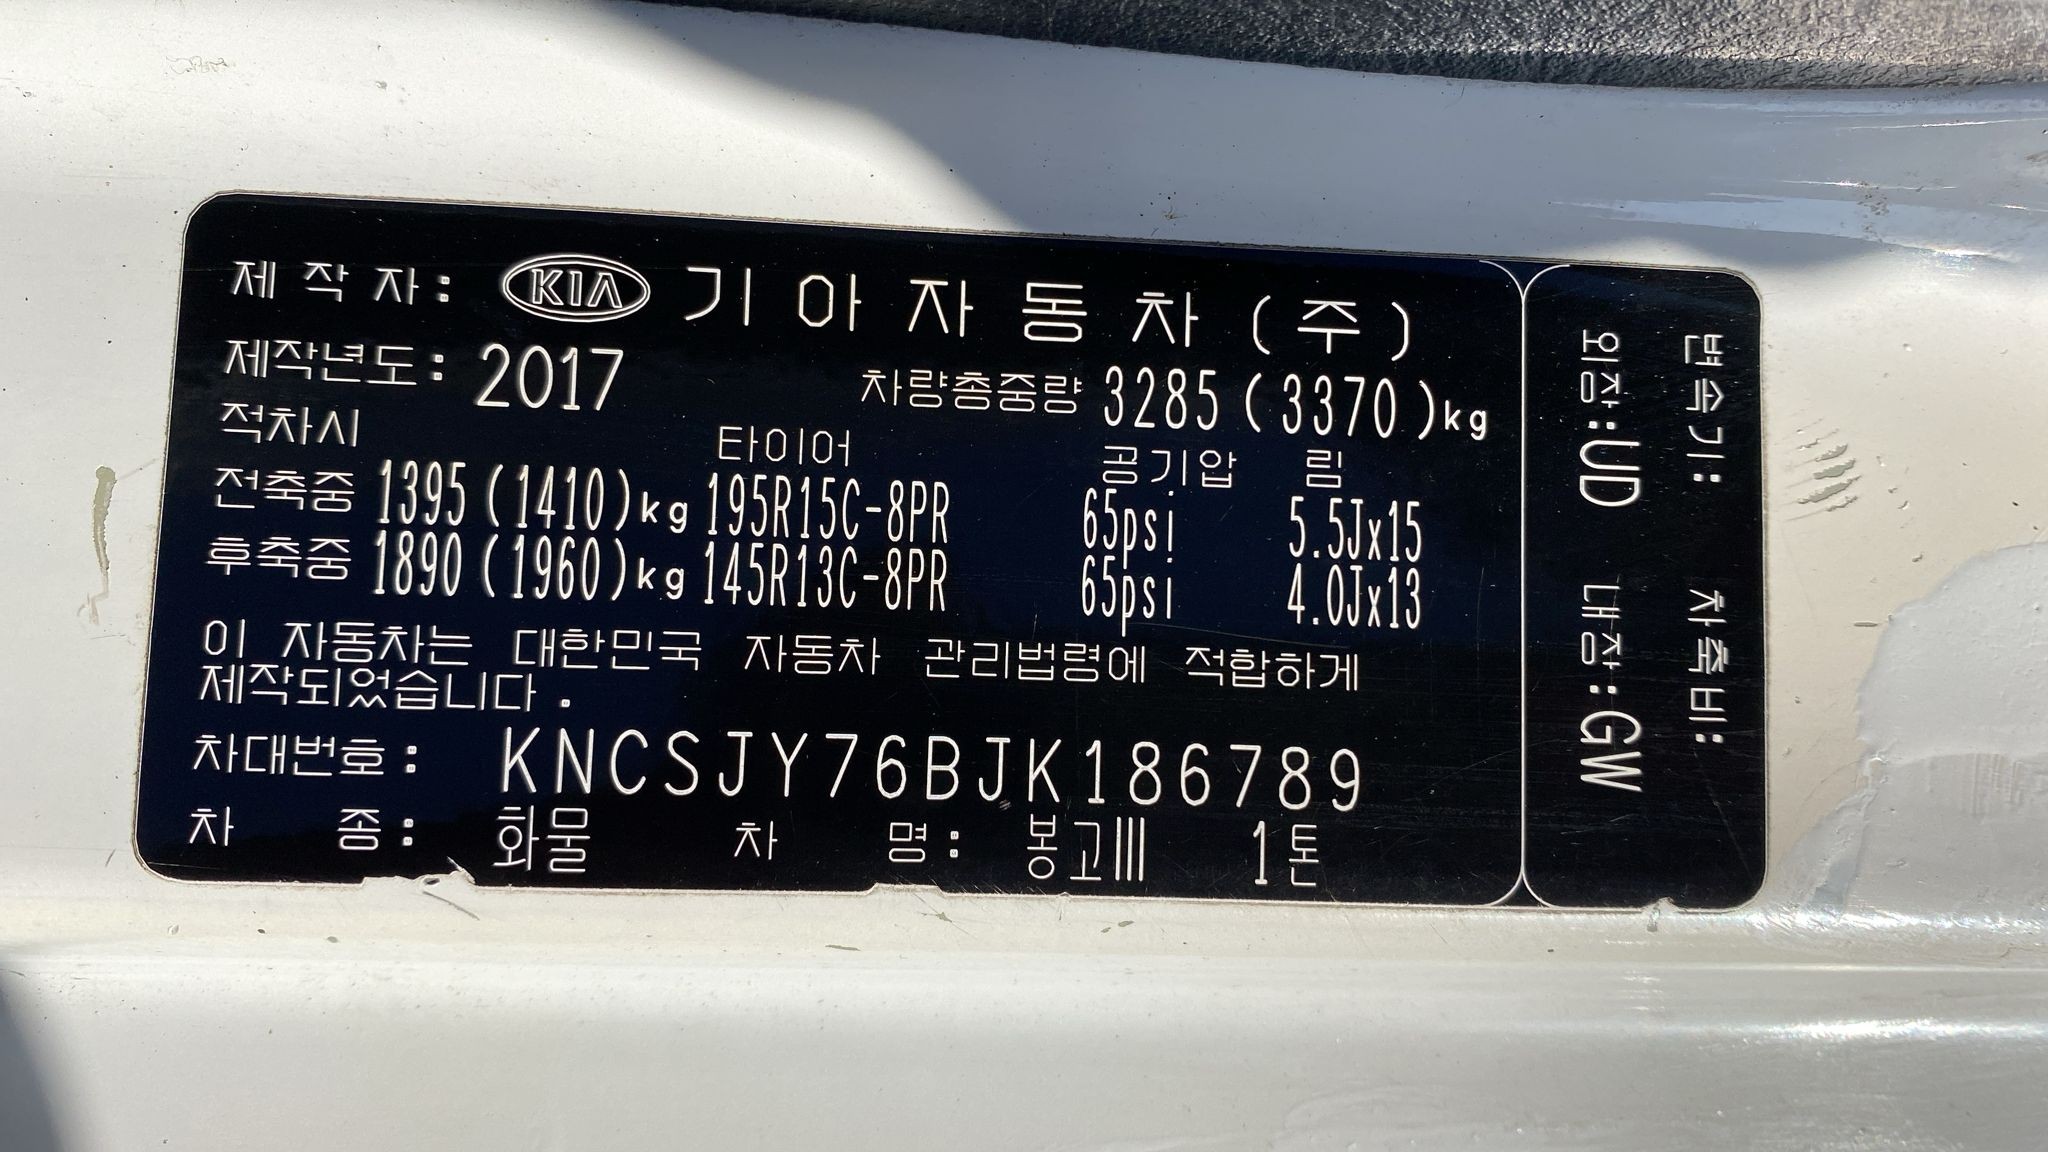 제작자: KIA 기아자동차(주)
제작년도: 2017 차량총중량 3285(3370)kg
적차시 타이어 공기압 림
전축중 1395(1410)kg 195R15C-8PR 65psi 5.5Jx15
후축중 1890(1960)kg 145R13C-8PR 65psi 4.0Jx13
이 자동차는 대한민국 자동차 관리법령에 적합하게
제작되었습니다.
차대번호: KNCSJY76BJK186789
차 종: 화물 차 명: 봉고III 1톤
변속기: 차축비:
외장:UD 내장:GW